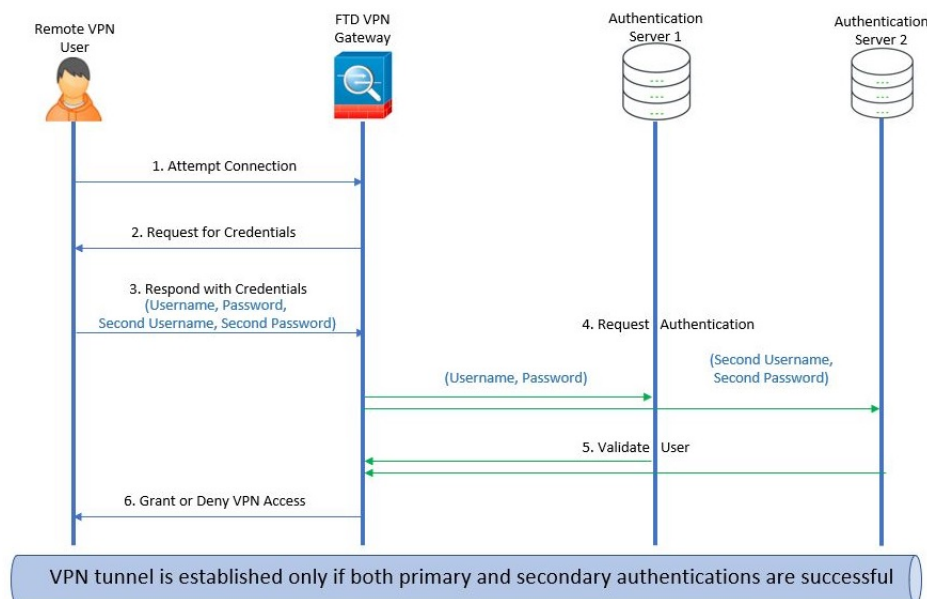 Remote VPN
User
FTD VPN
Gateway
Authentication
Server 1
Authentication
Server 2
1. Attempt Connection
2. Request for Credentials
3. Respond with Credentials
(Username, Password,
Second Username, Second Password)
4. Request Authentication
(Username, Password)
(Second Username,
Second Password)
5. Validate User
6. Grant or Deny VPN Access
VPN tunnel is established only if both primary and secondary authentications are successful